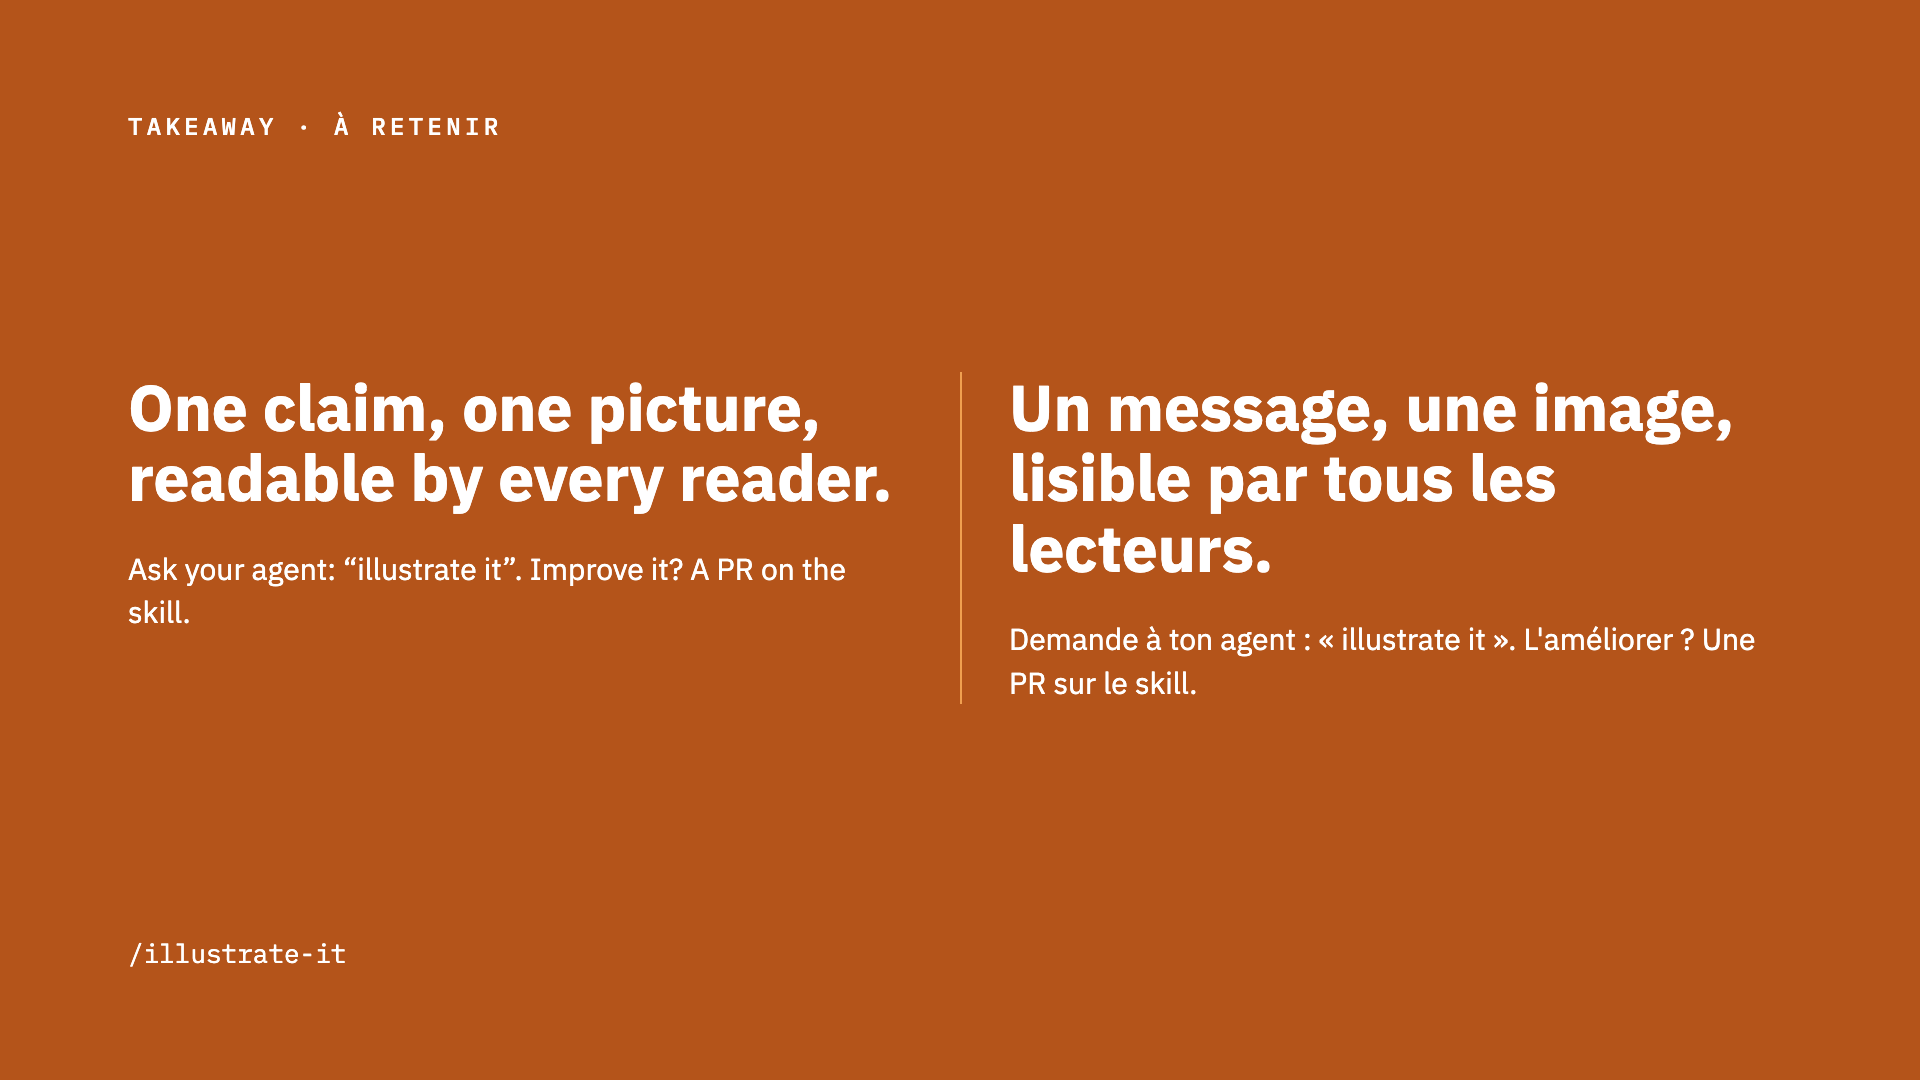 TAKEAWAY · À RETENIR
One claim, one picture,
readable by every reader.
Ask your agent: “illustrate it”. Improve it? A PR on the
skill.
Un message, une image,
lisible par tous les
lecteurs.
Demande à ton agent : « illustrate it ». L'améliorer ? Une
PR sur le skill.
/illustrate-it